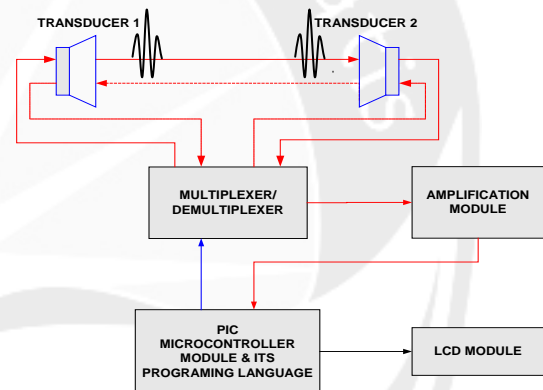 TRANSDUCER 1
TRANSDUCER 2
MULTIPLEXER/
DEMULTIPLEXER
AMPLIFICATION
MODULE
PIC
MICROCONTROLLER
MODULE & ITS
PROGRAMING LANGUAGE
LCD MODULE